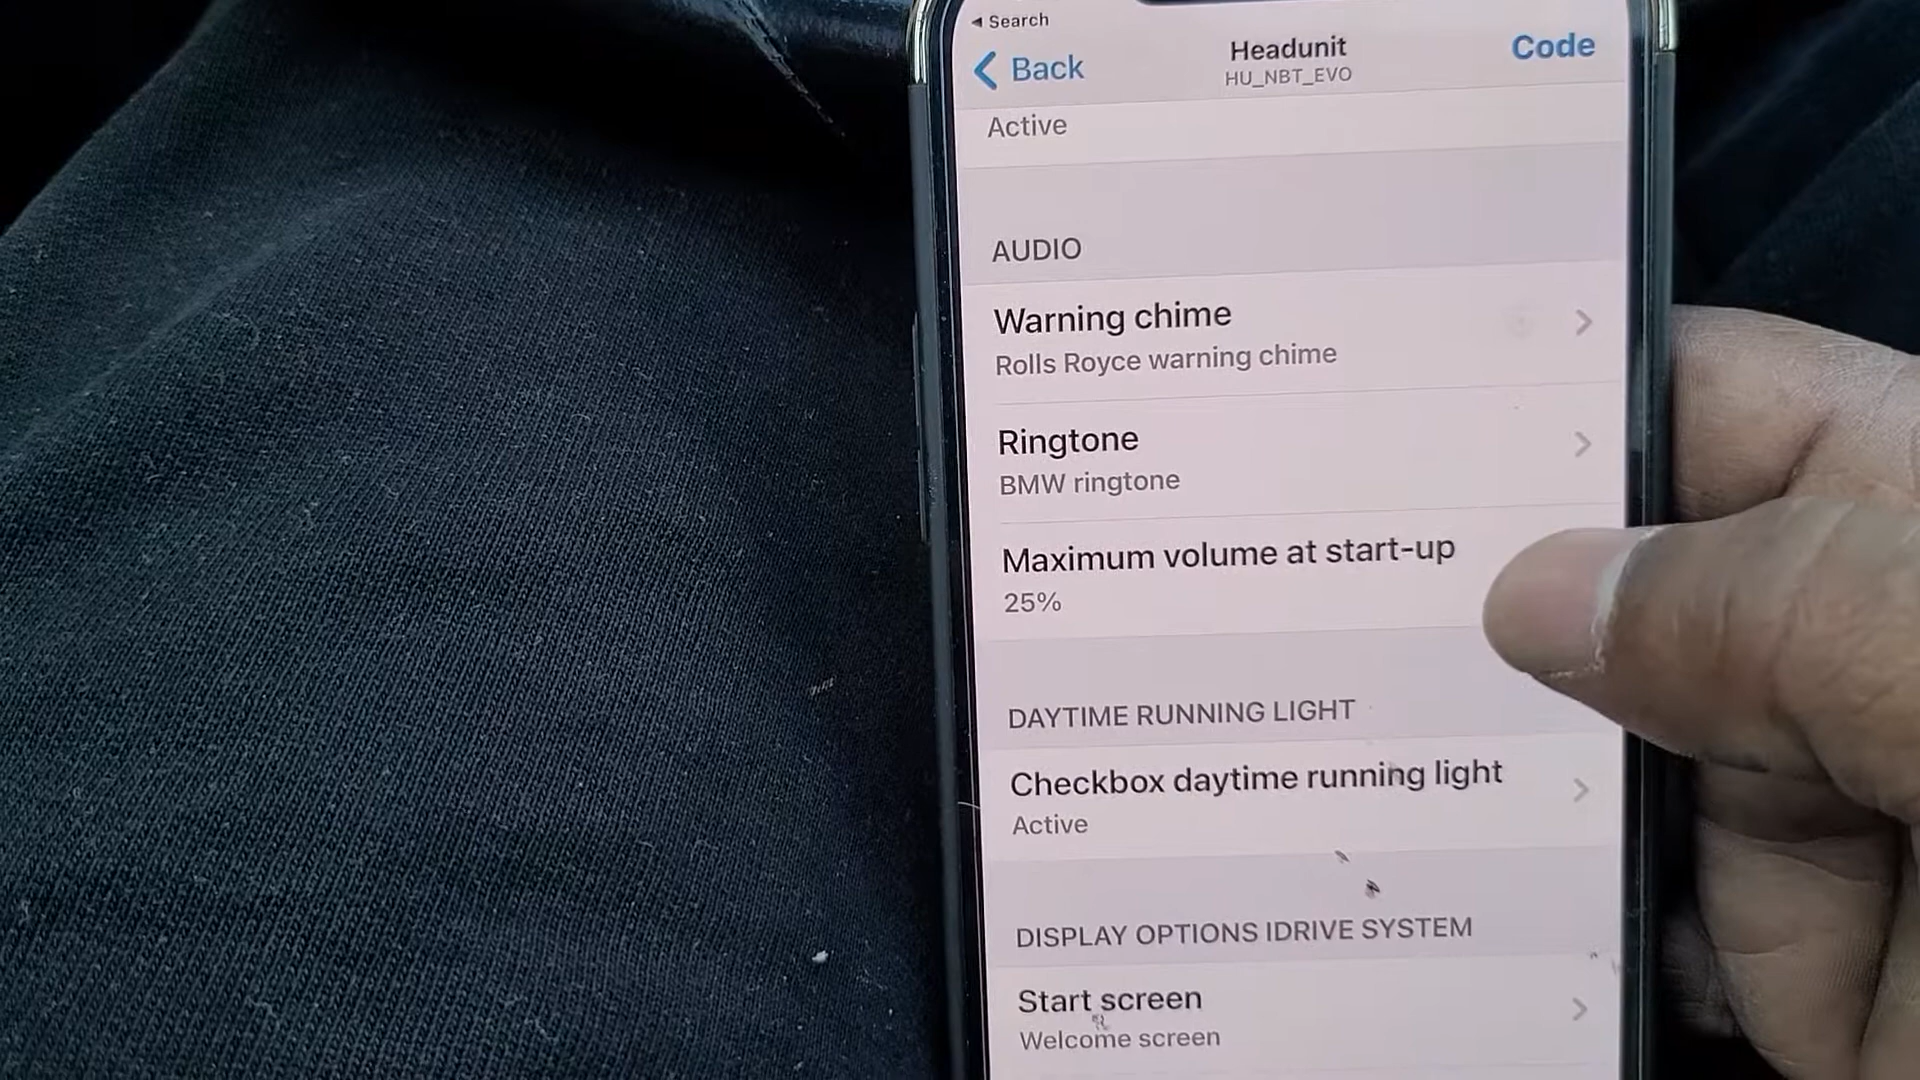 ◂ Search
Back
Headunit
Code
HU_NBT_EVO
Active
AUDIO
Warning chime
Rolls Royce warning chime
Ringtone
BMW ringtone
Maximum volume at start-up
25%
DAYTIME RUNNING LIGHT
Checkbox daytime running light
Active
DISPLAY OPTIONS IDRIVE SYSTEM
Start screen
Welcome screen